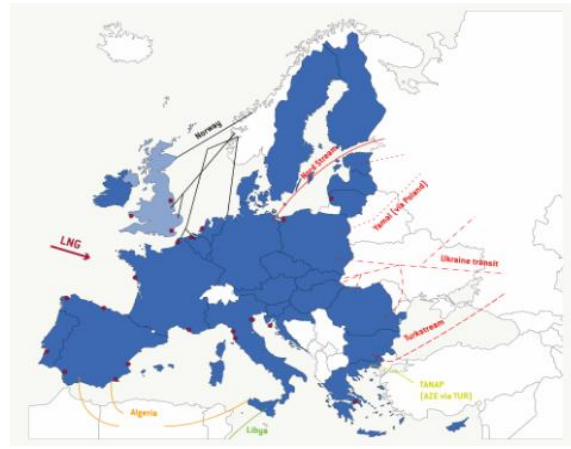 Norway
Nord Stream
Yamal (via Poland)
LNG
Ukraine transit
Turkstream
TANAP
(AZE via TUR)
Algeria
Libya